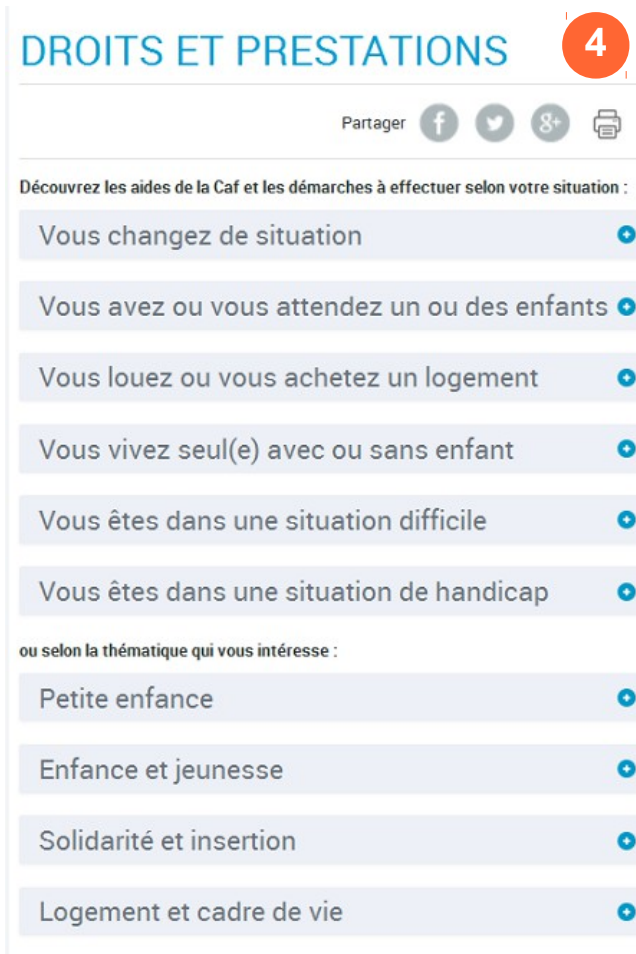 DROITS ET PRESTATIONS
4
Partager f 8+
Découvrez les aides de la Caf et les démarches à effectuer selon votre situation :
Vous changez de situation
Vous avez ou vous attendez un ou des enfants
Vous louez ou vous achetez un logement
Vous vivez seul(e) avec ou sans enfant
Vous êtes dans une situation difficile
Vous êtes dans une situation de handicap
ou selon la thématique qui vous intéresse :
Petite enfance
Enfance et jeunesse
Solidarité et insertion
Logement et cadre de vie